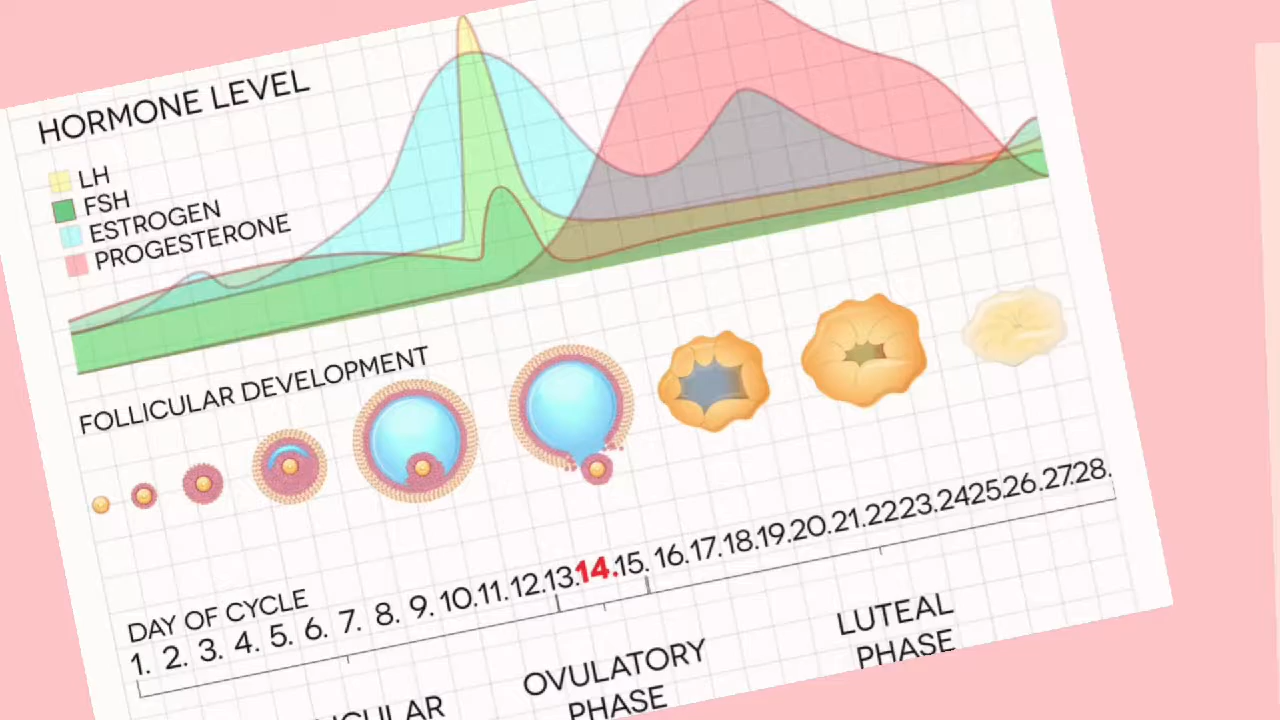 HORMONE LEVEL
LH
FSH
ESTROGEN
PROGESTERONE
FOLLICULAR DEVELOPMENT
DAY OF CYCLE
1. 2. 3. 4. 5. 6. 7. 8. 9. 10. 11. 12. 13. 14. 15. 16. 17. 18. 19. 20. 21. 22 23. 24 25. 26. 27. 28.
OVULATORY
PHASE
LUTEAL
PHASE